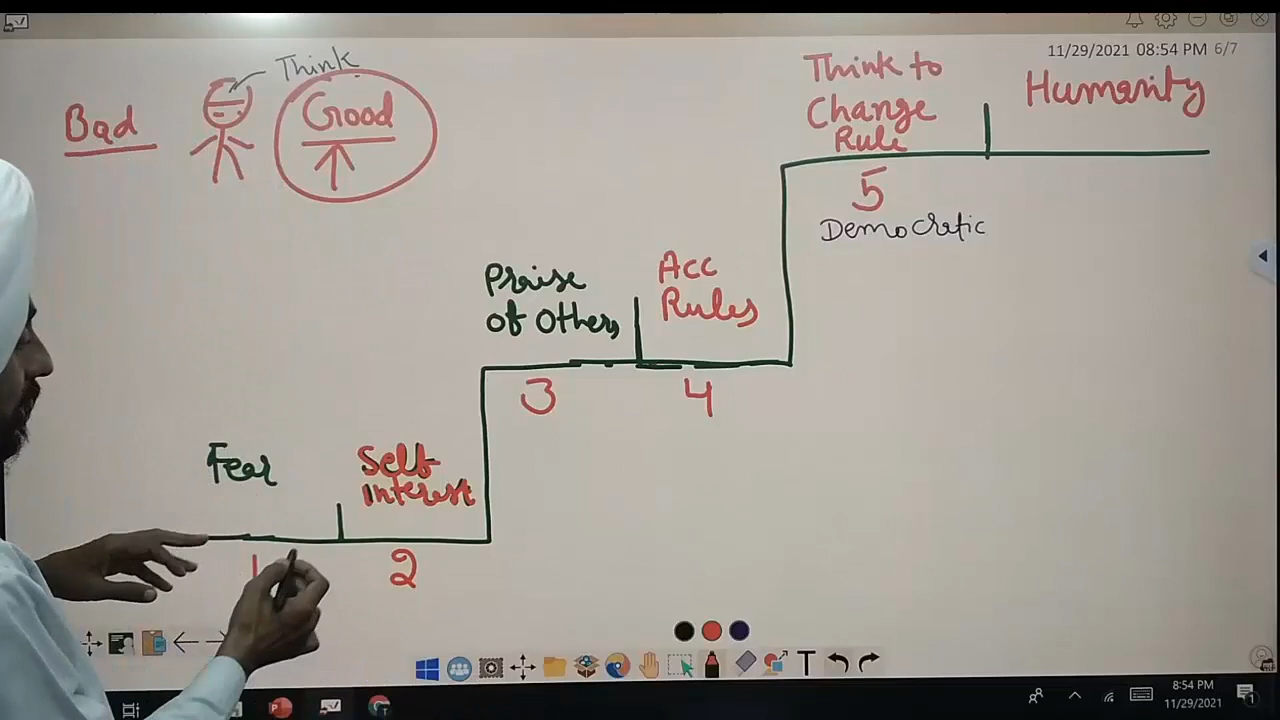 11/29/2021 08:54 PM 6/7
Think
Bad
Good
Think to
Change
Rule
Humanity
5
Democratic
Praise
of Others
Acc
Rules
3
4
Fear
Self
Interest
1
2
T
8:54 PM
11/29/2021